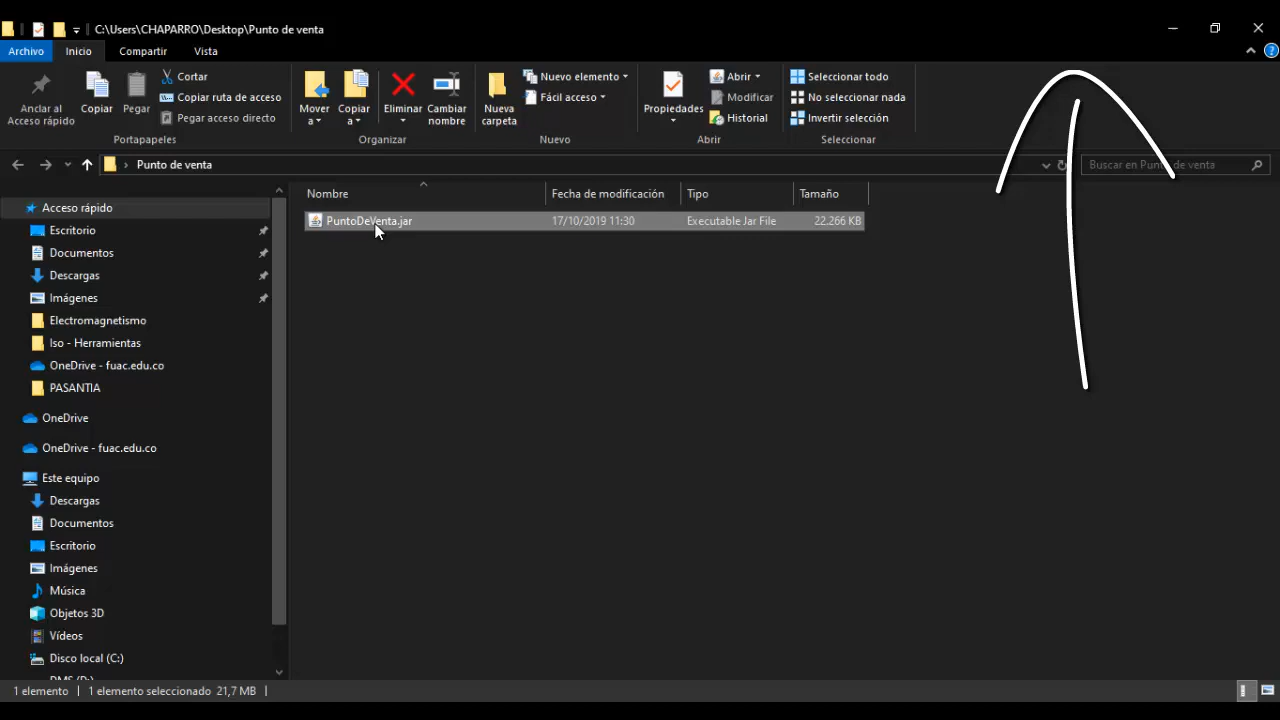 C:\Users\CHAPARRO\Desktop\Punto de venta
Archivo Inicio Compartir Vista
Anclar al Acceso rápido
Copiar
Pegar
Cortar
Copiar ruta de acceso
Pegar acceso directo
Portapapeles
Mover a
Copiar a
Eliminar
Cambiar nombre
Organizar
Nueva carpeta
Nuevo elemento
Fácil acceso
Nuevo
Propiedades
Abrir
Modificar
Historial
Abrir
Seleccionar todo
No seleccionar nada
Invertir selección
Seleccionar
Punto de venta
Buscar en Punto de venta
Nombre Fecha de modificación Tipo Tamaño
PuntoDeVenta.jar 17/10/2019 11:30 Executable Jar File 22.266 KB
Acceso rápido
Escritorio
Documentos
Descargas
Imágenes
Electromagnetismo
Iso - Herramientas
OneDrive - fuac.edu.co
PASANTIA
OneDrive
OneDrive - fuac.edu.co
Este equipo
Descargas
Documentos
Escritorio
Imágenes
Música
Objetos 3D
Vídeos
Disco local (C:)
1 elemento 1 elemento seleccionado 21,7 MB